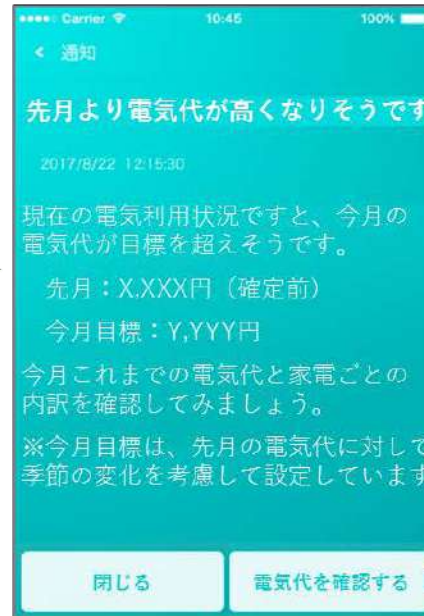 Carrier 10:45 100%
< 通知
先月より電気代が高くなりそうです
2017/8/22 12:15:30
現在の電気利用状況ですと、今月の
電気代が目標を超えそうです。
先月：X,XXX円（確定前）
今月目標：Y,YYY円
今月これまでの電気代と家電ごとの
内訳を確認してみましょう。
※今月目標は、先月の電気代に対して
季節の変化を考慮して設定しています
閉じる 電気代を確認する